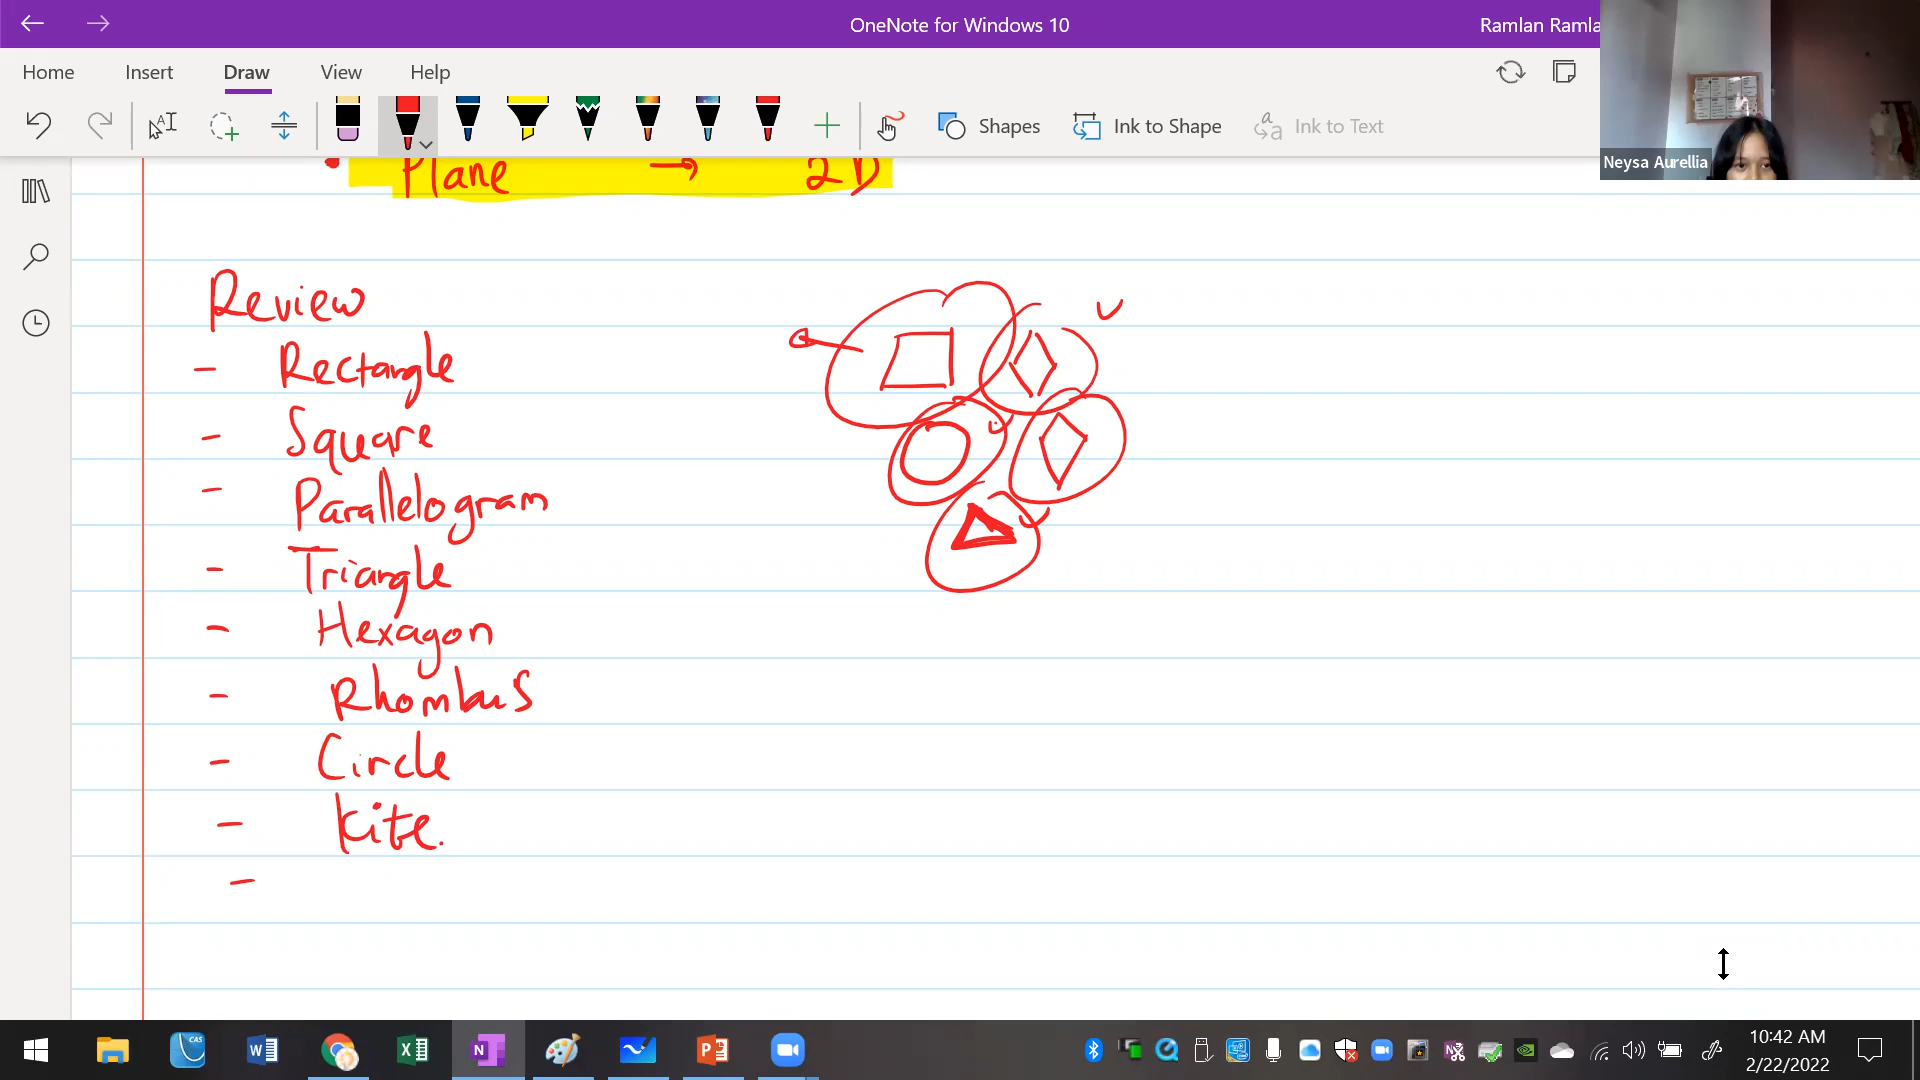 OneNote for Windows 10
Ramlan Ramla
Home Insert Draw View Help
Shapes
Ink to Shape
Ink to Text
Neysa Aurellia
• Plane → 2D
Review
- Rectangle
- Square
- Parallelogram
- Triangle
- Hexagon
- Rhombus
- Circle
- Kite.
-
10:42 AM
2/22/2022